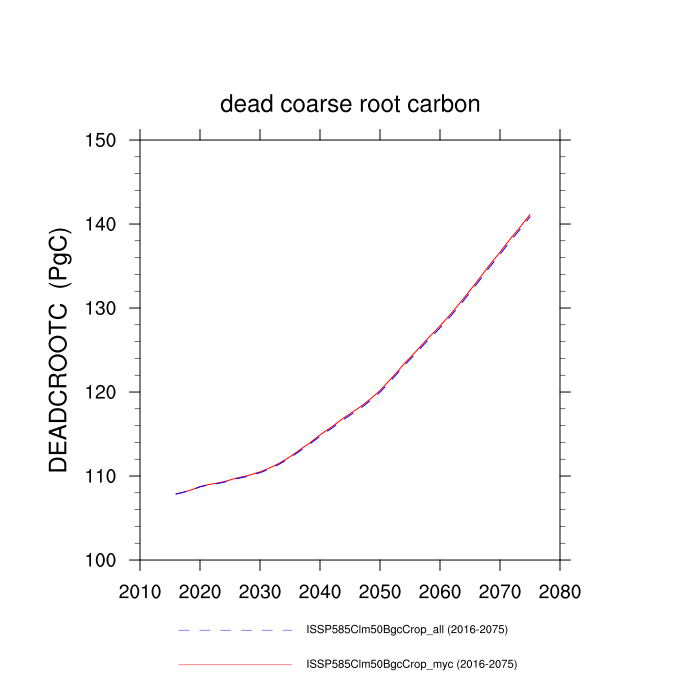 dead coarse root carbon
DEADCROOTC (PgC)
150
140
130
120
110
100
2010 2020 2030 2040 2050 2060 2070 2080
ISSP585Clm50BgcCrop_all (2016-2075)
ISSP585Clm50BgcCrop_myc (2016-2075)